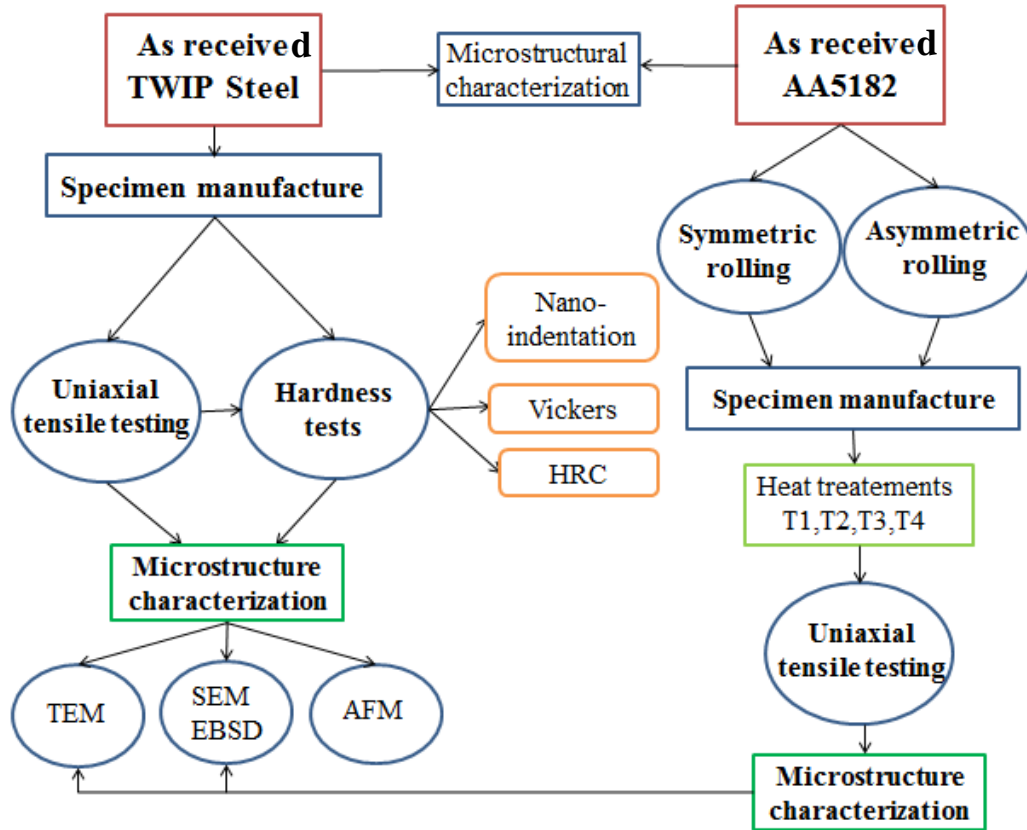 As received
TWIP Steel
Microstructural
characterization
As received
AA5182
Specimen manufacture
Symmetric
rolling
Asymmetric
rolling
Nano-
indentation
Uniaxial
tensile testing
Hardness
tests
Vickers
HRC
Specimen manufacture
Heat treatements
T1,T2,T3,T4
Microstructure
characterization
Uniaxial
tensile testing
TEM
SEM
EBSD
AFM
Microstructure
characterization